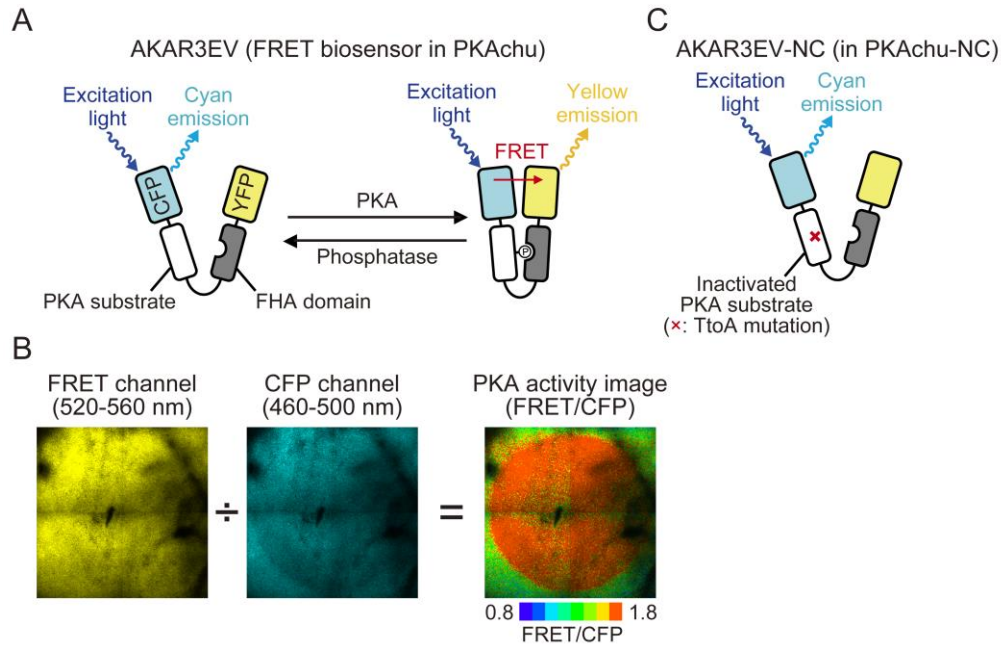 A
AKAR3EV (FRET biosensor in PKAchu)
Excitation
light
Cyan
emission
CFP
YFP
PKA substrate
FHA domain
PKA
Phosphatase
Excitation
light
Yellow
emission
FRET
P
C
AKAR3EV-NC (in PKAchu-NC)
Excitation
light
Cyan
emission
×
Inactivated
PKA substrate
(×: TtoA mutation)
B
FRET channel
(520-560 nm)
÷
CFP channel
(460-500 nm)
=
PKA activity image
(FRET/CFP)
0.8 1.8
FRET/CFP